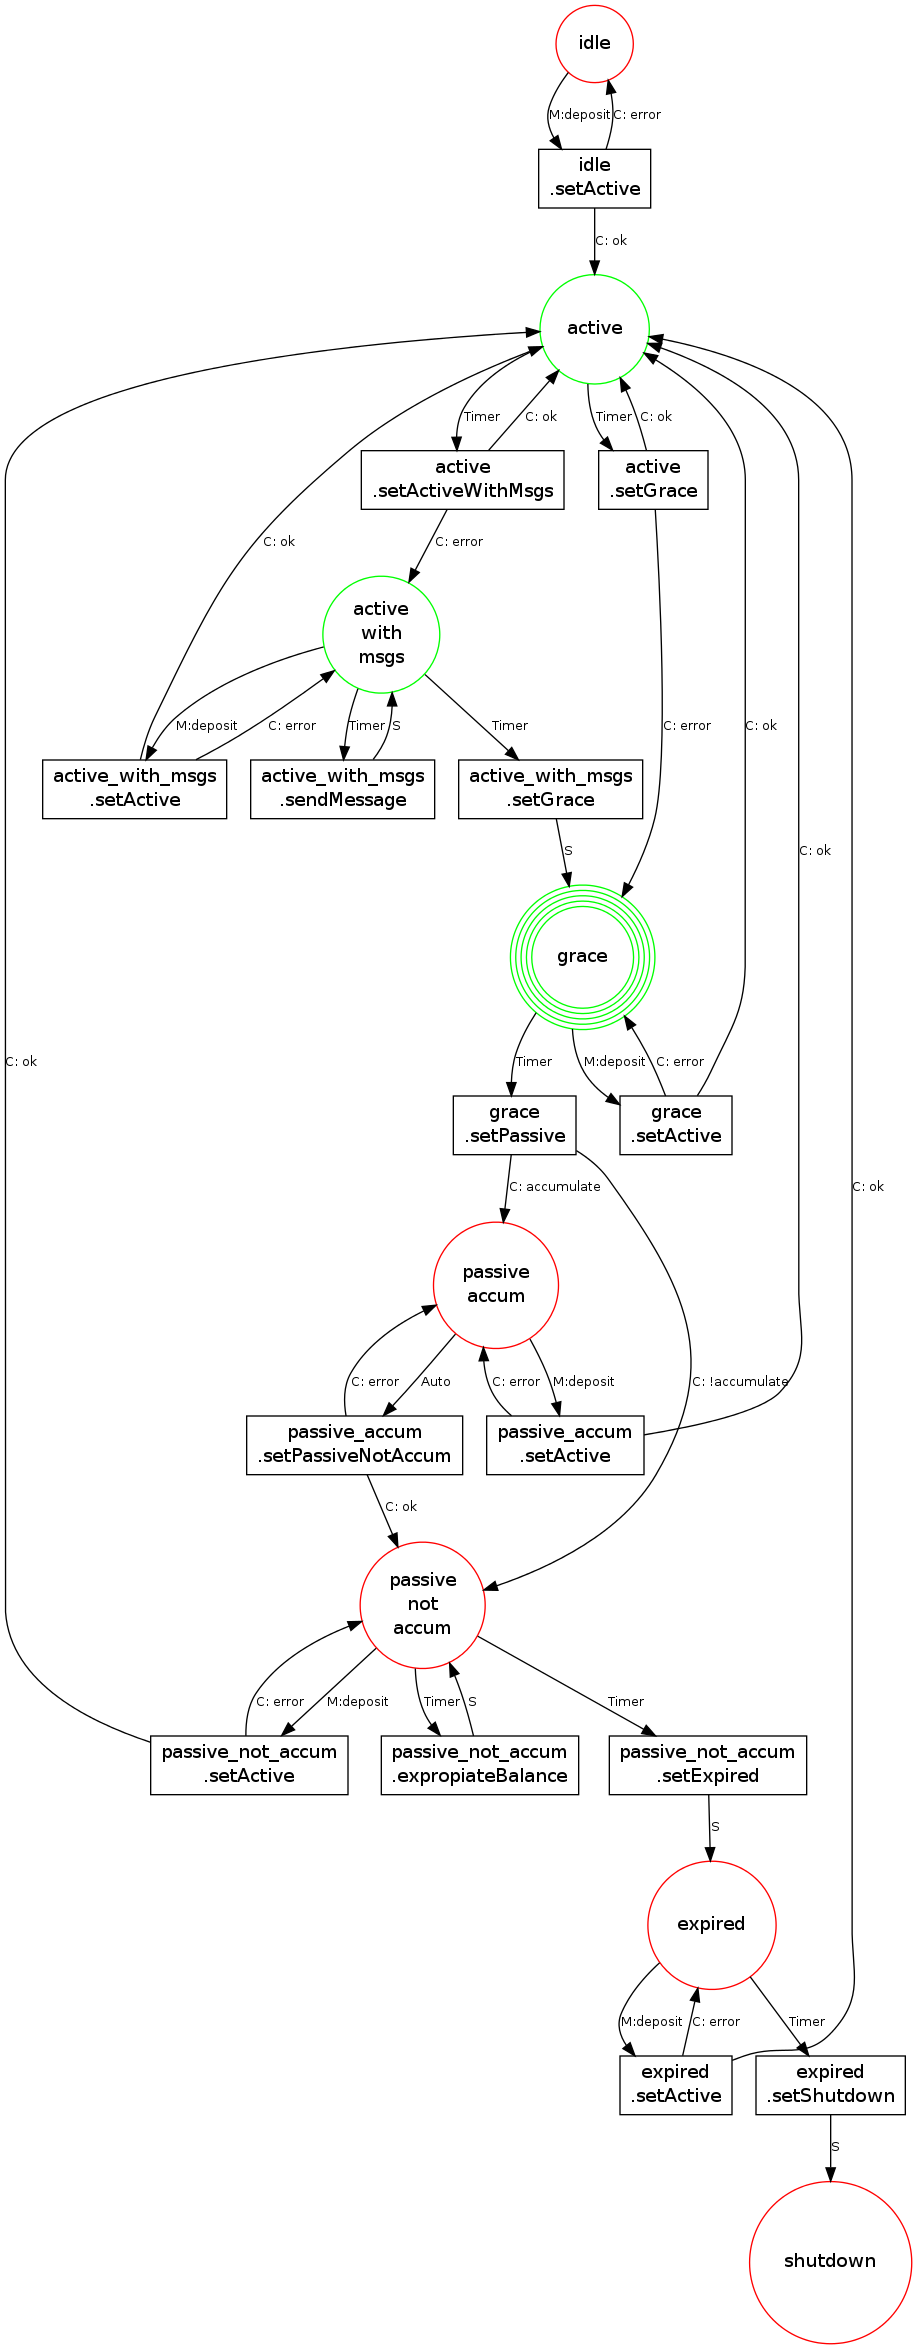 idle
M:deposit
C: error
idle
.setActive
C: ok
active
Timer
C: ok
Timer
C: ok
active
.setActiveWithMsgs
active
.setGrace
C: ok
C: error
active
with
msgs
M:deposit
C: error
Timer
S
Timer
C: error
C: ok
active_with_msgs
.setActive
active_with_msgs
.sendMessage
active_with_msgs
.setGrace
S
C: ok
grace
C: ok
Timer
M:deposit
C: error
grace
.setPassive
grace
.setActive
C: accumulate
C: ok
passive
accum
C: error
Auto
C: error
M:deposit
C: !accumulate
passive_accum
.setPassiveNotAccum
passive_accum
.setActive
C: ok
passive
not
accum
C: error
M:deposit
Timer
S
Timer
passive_not_accum
.setActive
passive_not_accum
.expropiateBalance
passive_not_accum
.setExpired
S
expired
M:deposit
C: error
Timer
expired
.setActive
expired
.setShutdown
S
shutdown